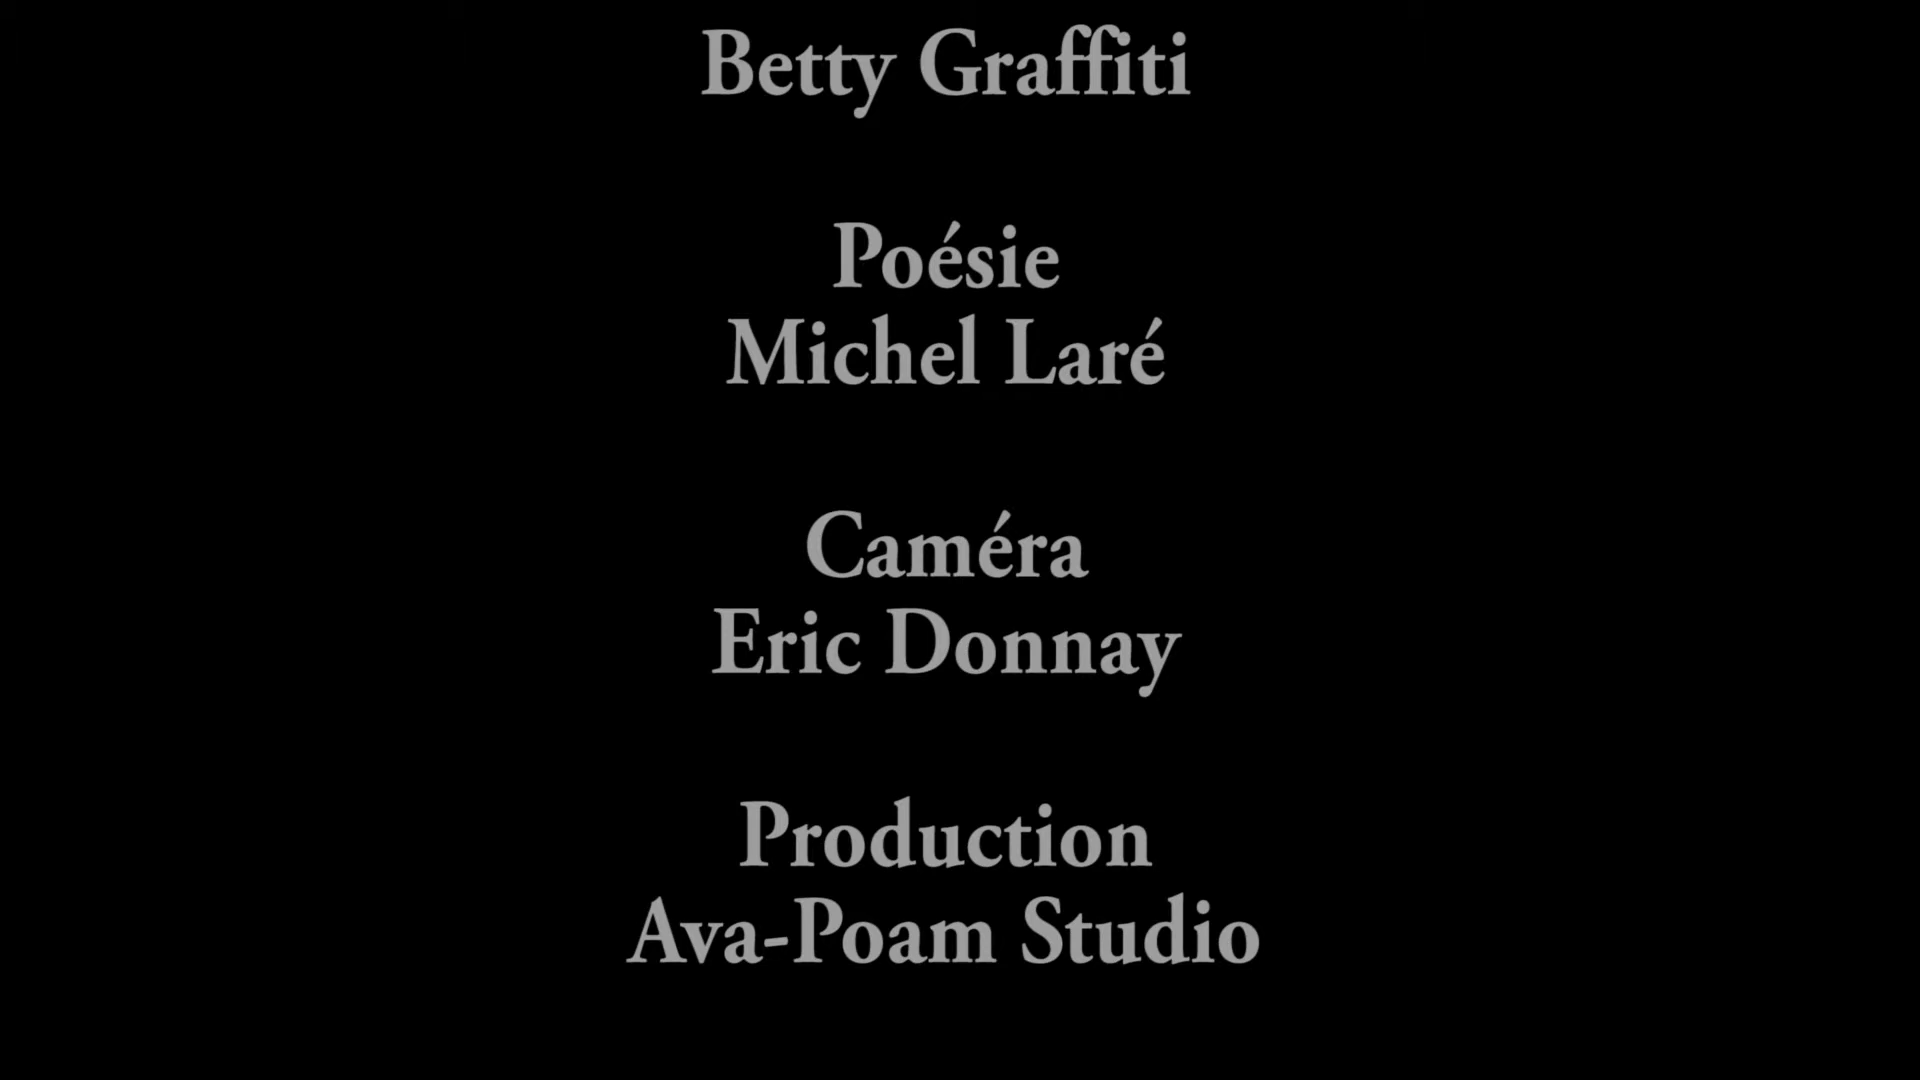 Betty Graffiti
Poésie
Michel Laré
Caméra
Eric Donnay
Production
Ava-Poam Studio